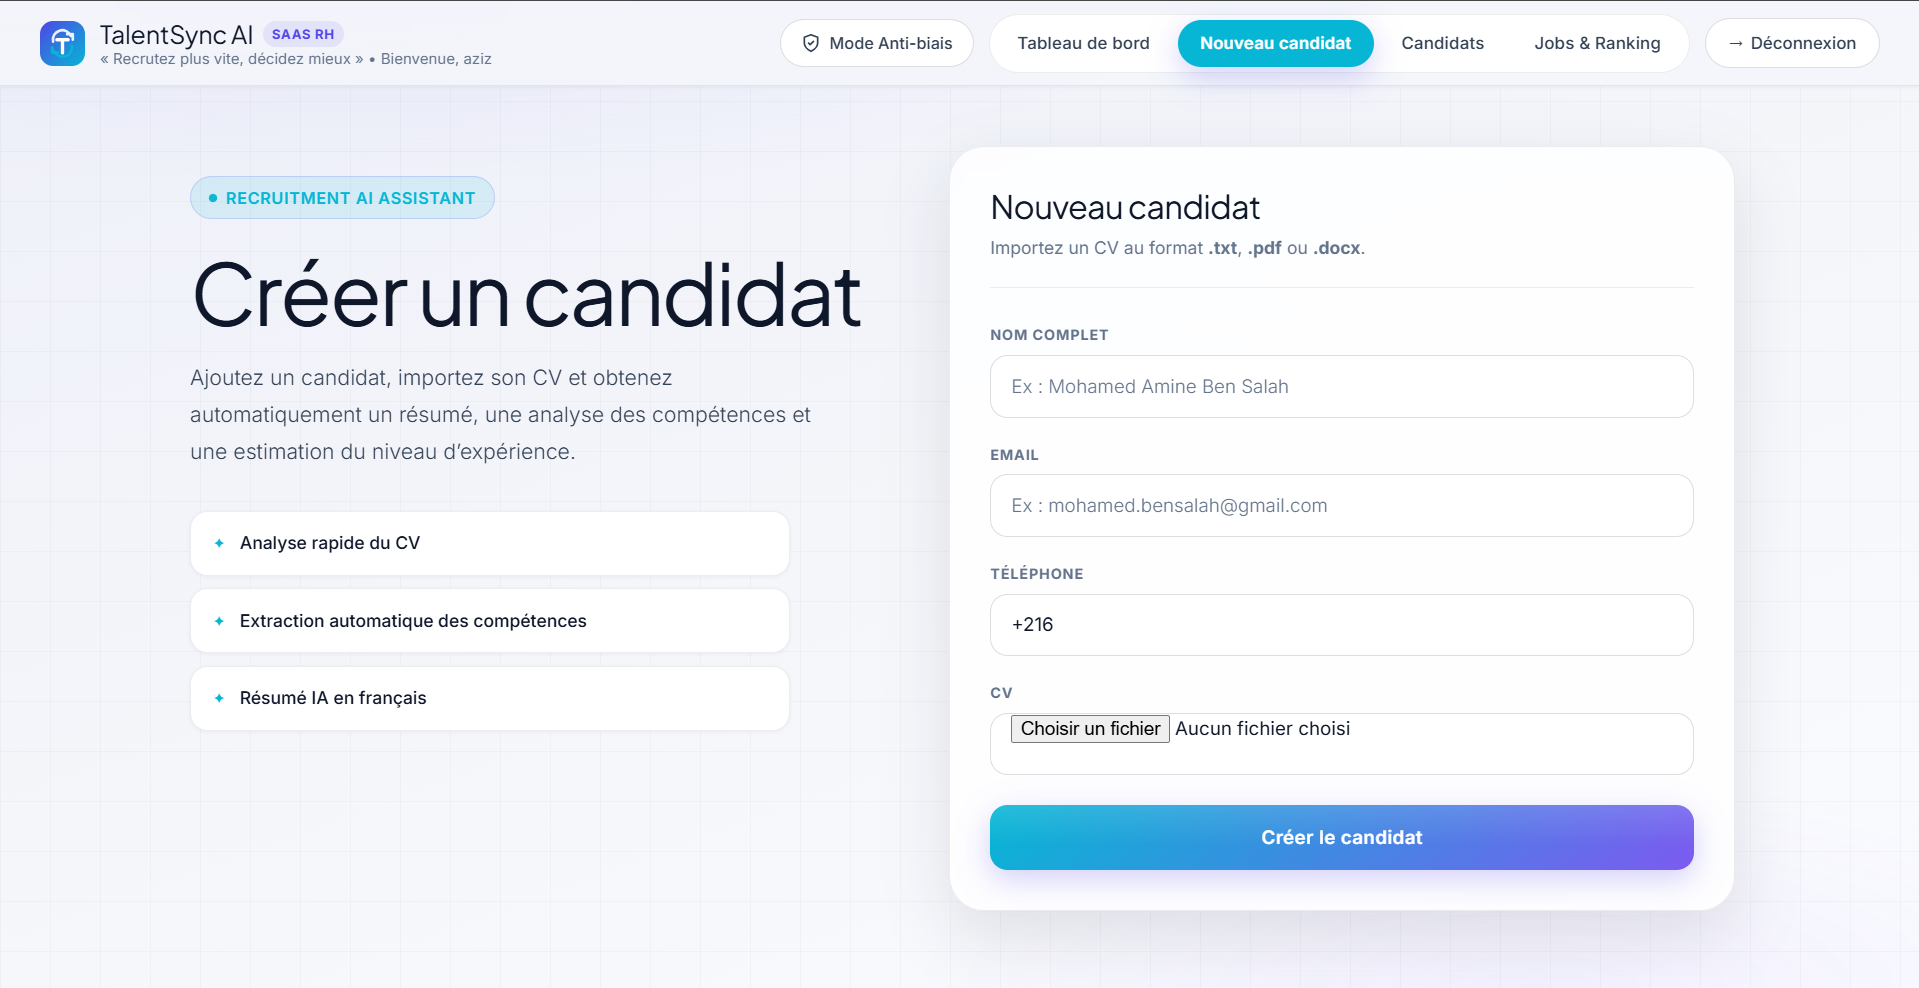 TalentSync AI SAAS RH
« Recrutez plus vite, décidez mieux » • Bienvenue, aziz
Mode Anti-biais
Tableau de bord
Nouveau candidat
Candidats
Jobs & Ranking
→ Déconnexion
RECRUITMENT AI ASSISTANT
Créer un candidat
Ajoutez un candidat, importez son CV et obtenez
automatiquement un résumé, une analyse des compétences et
une estimation du niveau d’expérience.
Analyse rapide du CV
Extraction automatique des compétences
Résumé IA en français
Nouveau candidat
Importez un CV au format .txt, .pdf ou .docx.
NOM COMPLET
Ex : Mohamed Amine Ben Salah
EMAIL
Ex : mohamed.bensalah@gmail.com
TÉLÉPHONE
+216
CV
Choisir un fichier Aucun fichier choisi
Créer le candidat